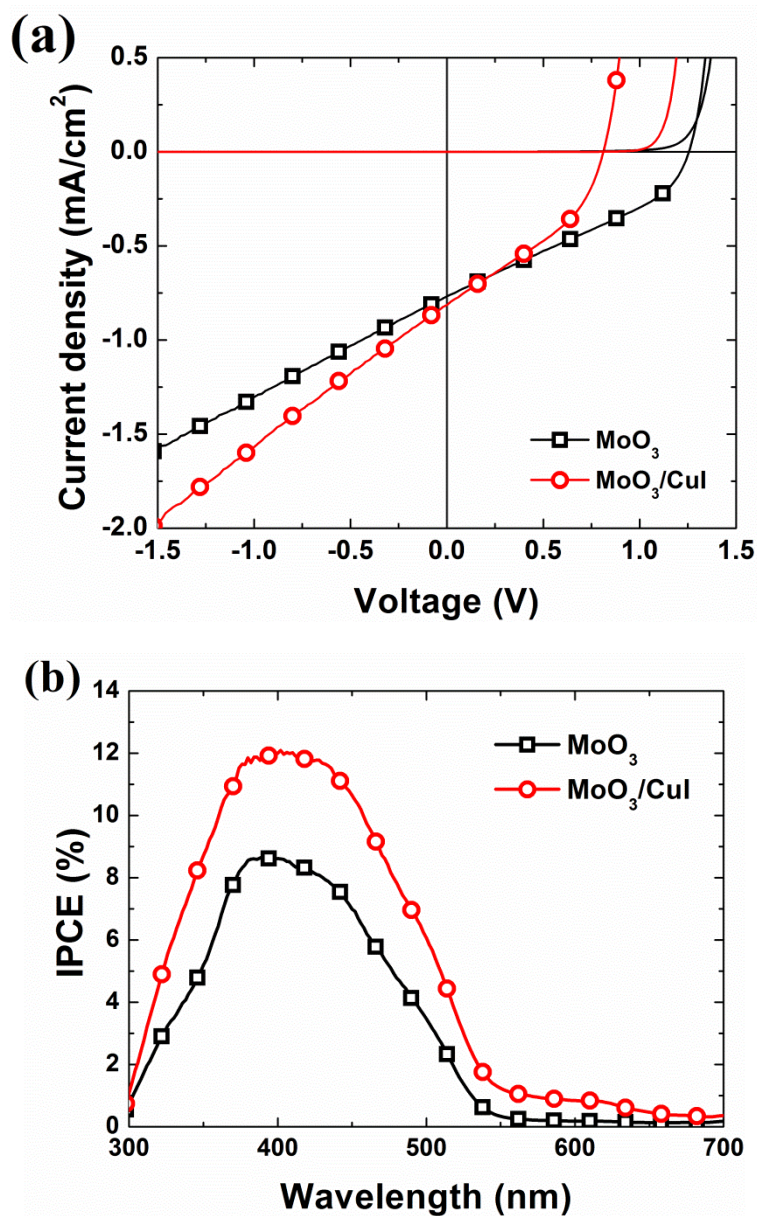 (a)
0.5
0.0
-0.5
-1.0
-1.5
-2.0
Current density (mA/cm²)
MoO₃
MoO₃/CuI
-1.5 -1.0 -0.5 0.0 0.5 1.0 1.5
Voltage (V)
(b)
14
12
10
8
6
4
2
0
IPCE (%)
MoO₃
MoO₃/CuI
300 400 500 600 700
Wavelength (nm)